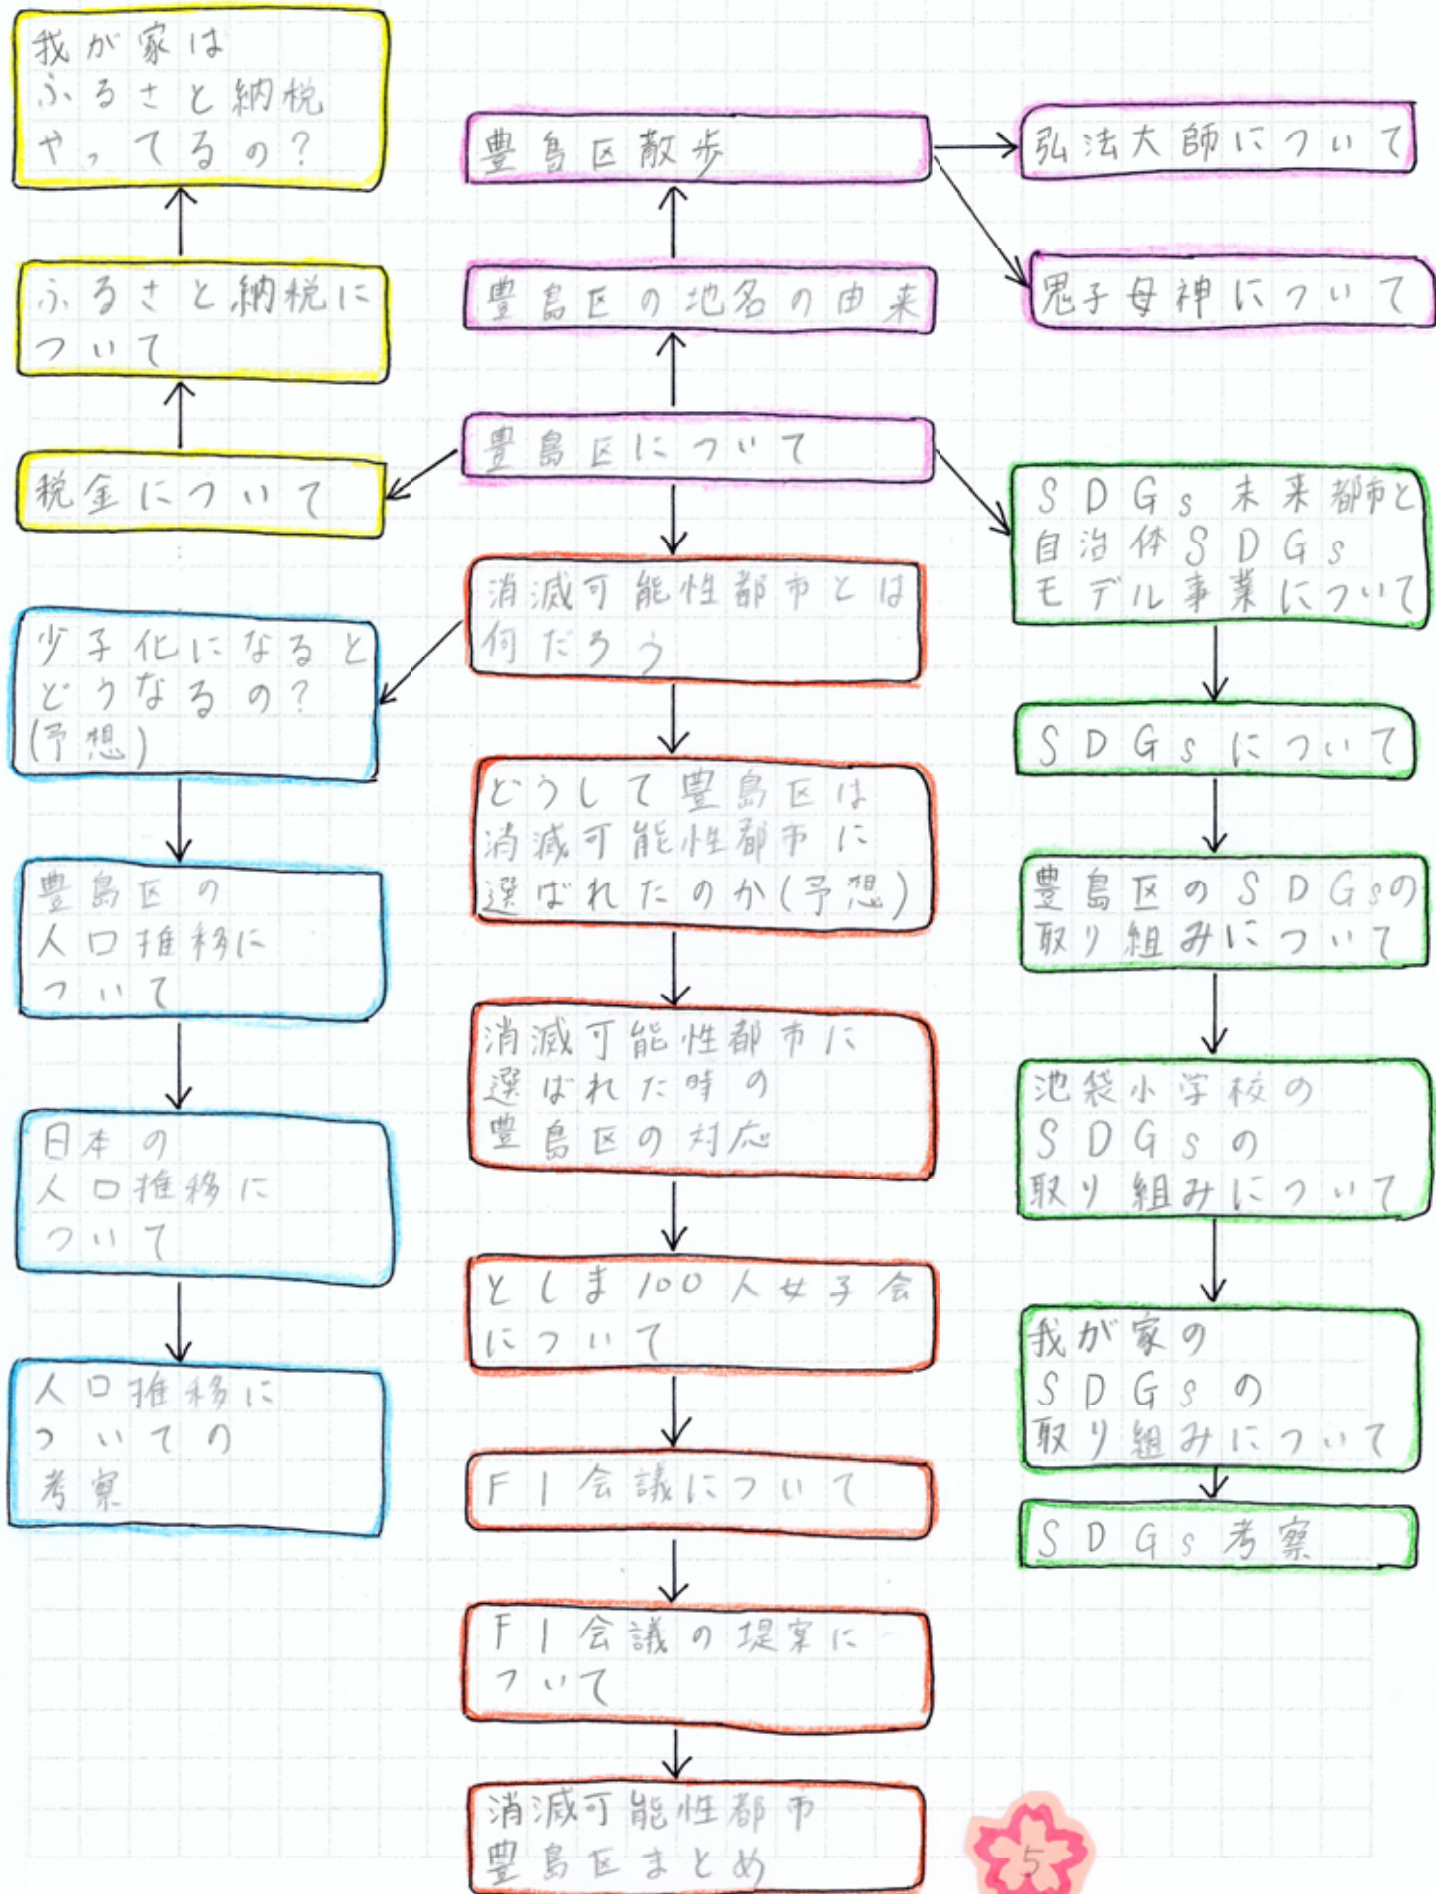 我が家は
ふるさと納税
やってるの?
ふるさと納税に
ついて
税金について
豊島区散歩
豊島区の地名の由来
豊島区について
弘法大師について
鬼子母神について
消滅可能性都市とは
何だろう
どうして豊島区は
消滅可能性都市に
選ばれたのか(予想)
消滅可能性都市に
選ばれた時の
豊島区の対応
としま100人女子会
について
F1会議について
F1会議の堤案に
ついて
消滅可能性都市
豊島区まとめ
少子化になると
どうなるの?
(予想)
豊島区の
人口推移に
ついて
日本の
人口推移に
ついて
人口推移に
ついての
考察
SDGs未来都市と
自治体SDGs
モデル事業について
SDGsについて
豊島区のSDGsの
取り組みについて
池袋小学校の
SDGsの
取り組みについて
我が家の
SDGsの
取り組みについて
SDGs考察
5